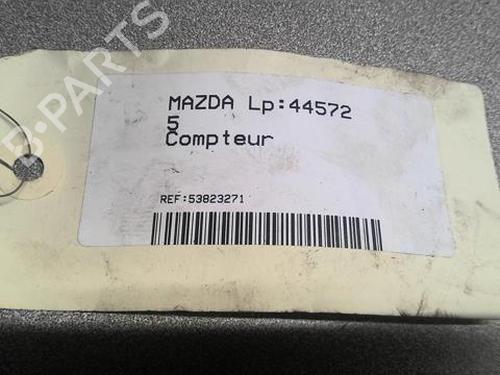 MAZDA Lp:44572
5
Compteur
REF:53823271
B-PARTS